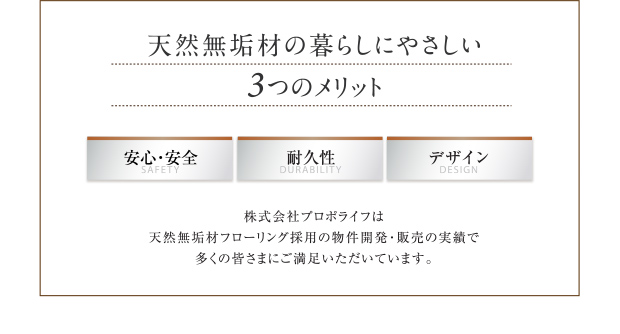 天然無垢材の暮らしにやさしい
3つのメリット
安心・安全
SAFETY
耐久性
DURABILITY
デザイン
DESIGN
株式会社プロポライフは
天然無垢材フローリング採用の物件開発・販売の実績で
多くの皆さまにご満足いただいています。